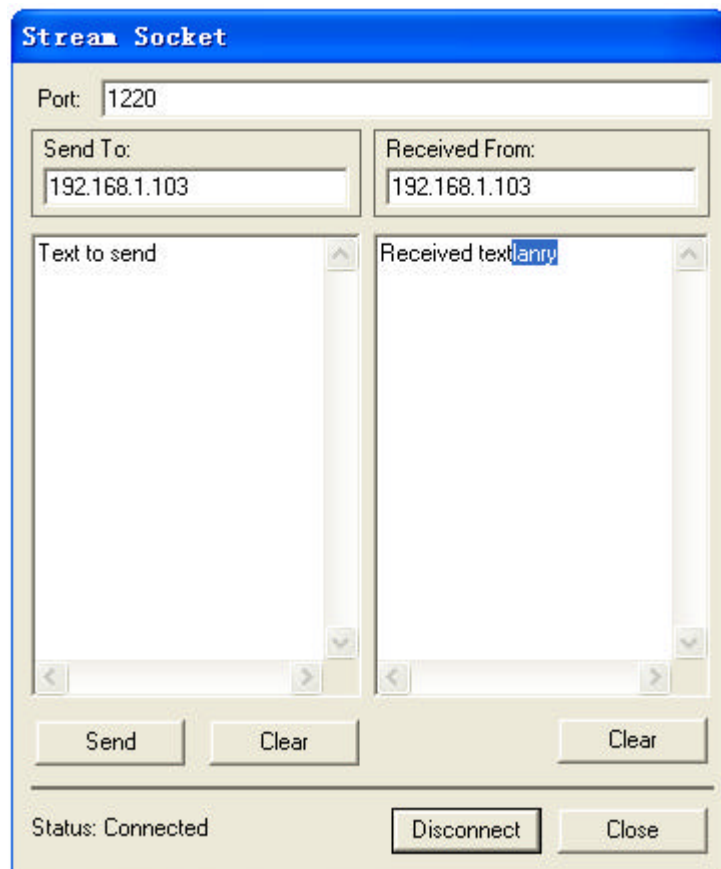 Stream Socket
Port: 1220
Send To:
192.168.1.103
Received From:
192.168.1.103
Text to send
Received textlanry
Send
Clear
Clear
Status: Connected
Disconnect
Close